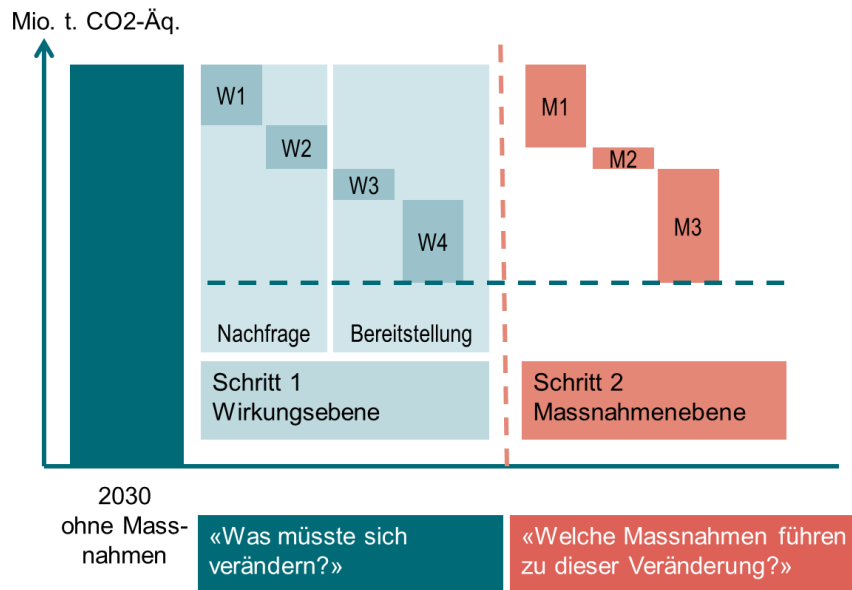 Mio. t. CO2-Äq.
W1
W2
W3
W4
M1
M2
M3
Nachfrage
Bereitstellung
Schritt 1
Wirkungsebene
Schritt 2
Massnahmenebene
2030
ohne Mass-
nahmen
«Was müsste sich
verändern?»
«Welche Massnahmen führen
zu dieser Veränderung?»